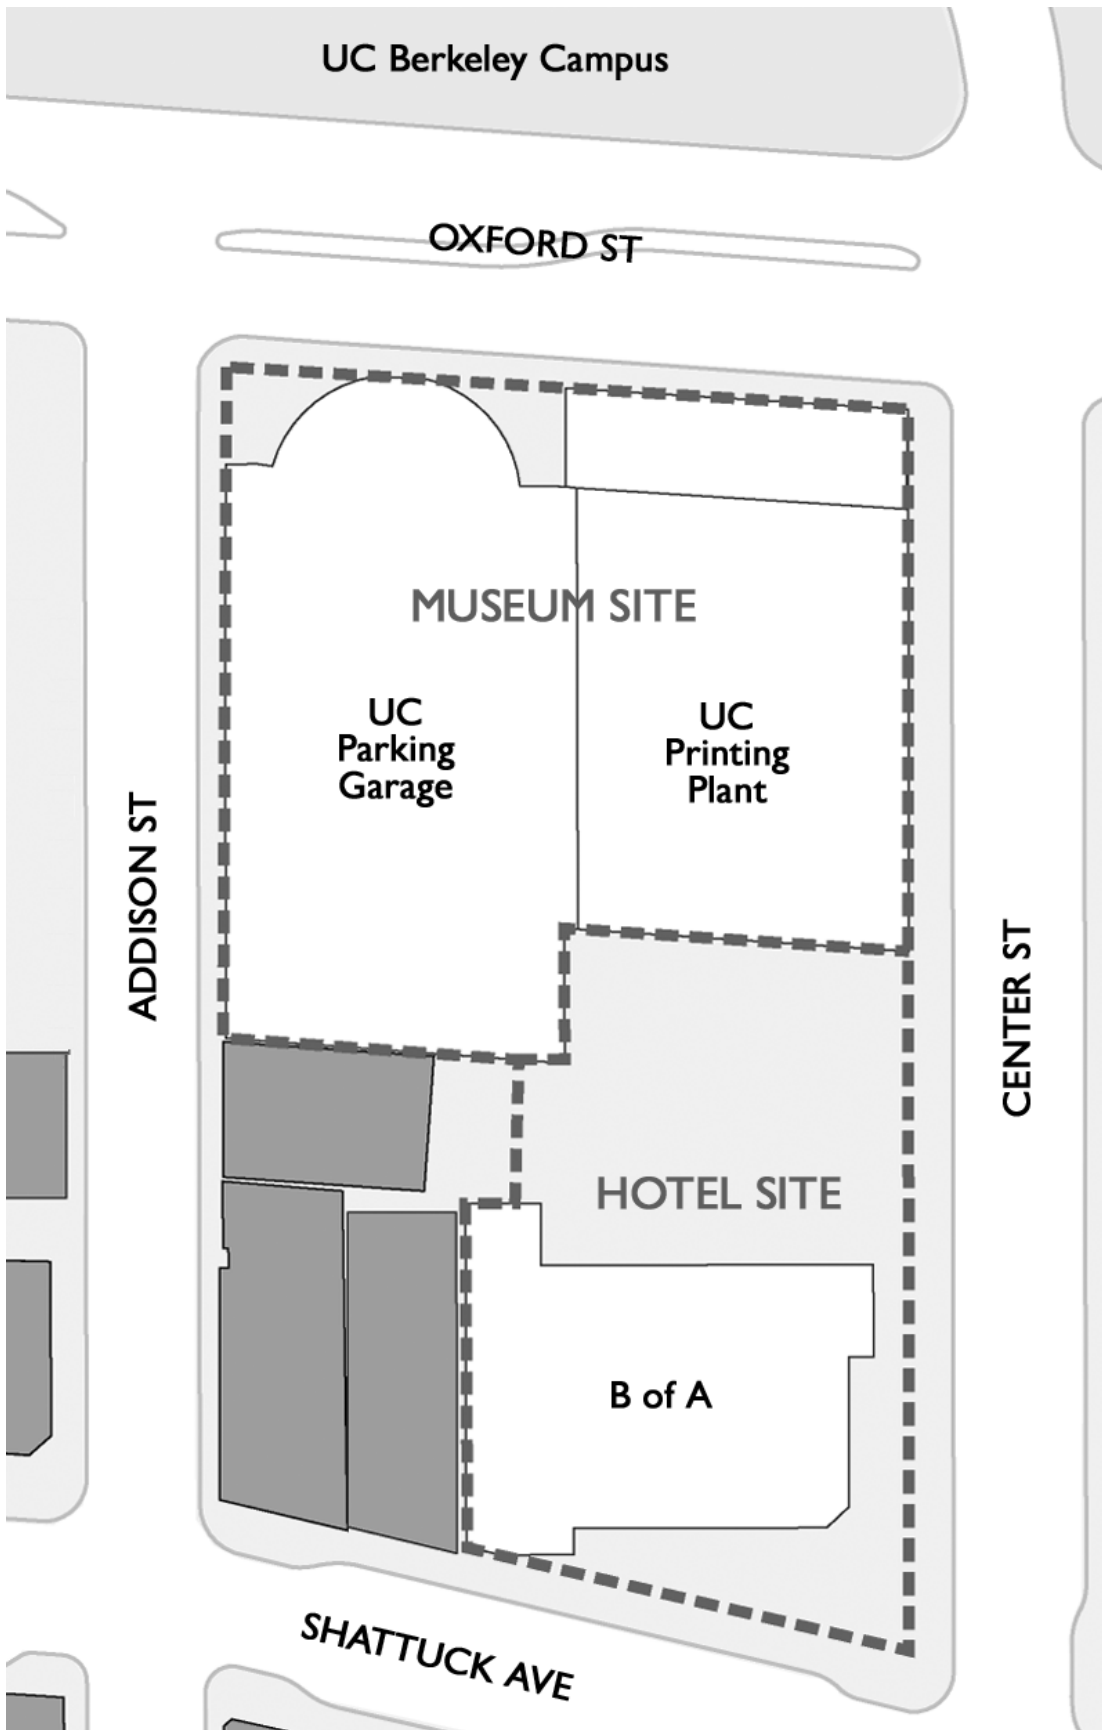 UC Berkeley Campus
OXFORD ST
MUSEUM SITE
UC
Parking
Garage
UC
Printing
Plant
ADDISON ST
CENTER ST
HOTEL SITE
B of A
SHATTUCK AVE